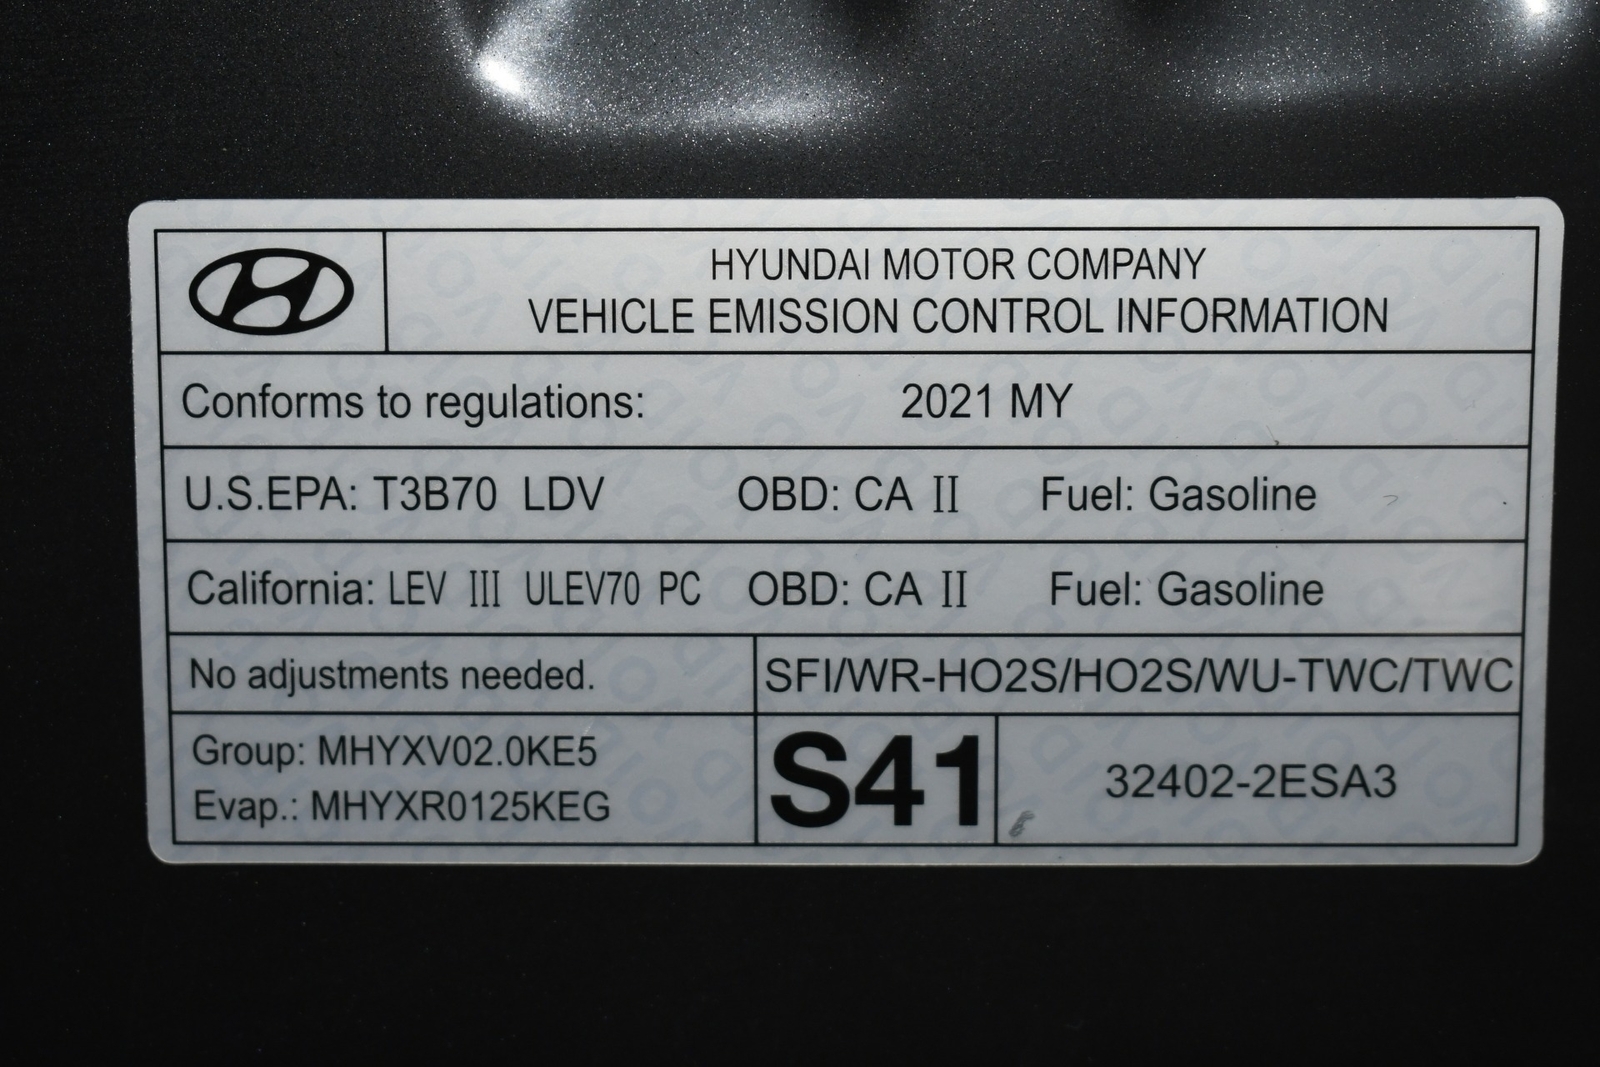 HYUNDAI MOTOR COMPANY
VEHICLE EMISSION CONTROL INFORMATION
Conforms to regulations: 2021 MY
U.S.EPA: T3B70 LDV OBD: CA II Fuel: Gasoline
California: LEV III ULEV70 PC OBD: CA II Fuel: Gasoline
No adjustments needed. SFI/WR-HO2S/HO2S/WU-TWC/TWC
Group: MHYXV02.0KE5
Evap.: MHYXR0125KEG
S41
32402-2ESA3